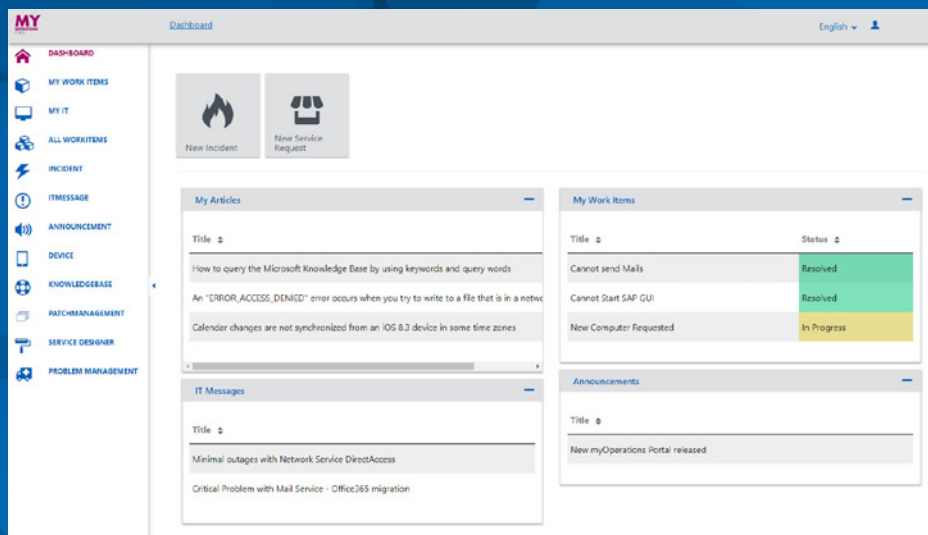 MY
Dashboard
English
DASHBOARD
MY WORK ITEMS
MY IT
ALL WORKITEMS
INCIDENT
ITMESSAGE
ANNOUNCEMENT
DEVICE
KNOWLEDGEBASE
PATCHMANAGEMENT
SERVICE DESIGNER
PROBLEM MANAGEMENT
New Incident
New Service
Request
My Articles
Title
How to query the Microsoft Knowledge Base by using keywords and query words
An "ERROR_ACCESS_DENIED" error occurs when you try to write to a file that is in a netwo
Calendar changes are not synchronized from an iOS 8.3 device in some time zones
My Work Items
Title Status
Cannot send Mails Resolved
Cannot Start SAP GUI Resolved
New Computer Requested In Progress
IT Messages
Title
Minimal outages with Network Service DirectAccess
Critical Problem with Mail Service - Office365 migration
Announcements
Title
New myOperations Portal released